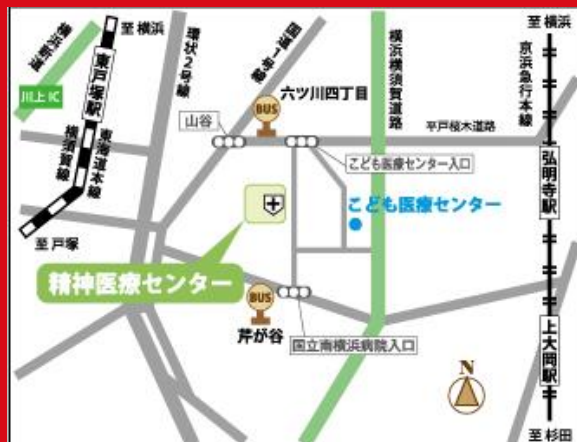 至 横浜
横浜新道
東戸塚駅
環状2号線
国道1号線
横浜横須賀道路
至 横浜
京浜急行本線
川上IC
BUS
六ツ川四丁目
山谷
平戸桜木道路
東海道本線
横須賀線
こども医療センター入口
弘明寺駅
こども医療センター
至 戸塚
精神医療センター
BUS
芹が谷
国立南横浜病院入口
上大岡駅
N
至 杉田